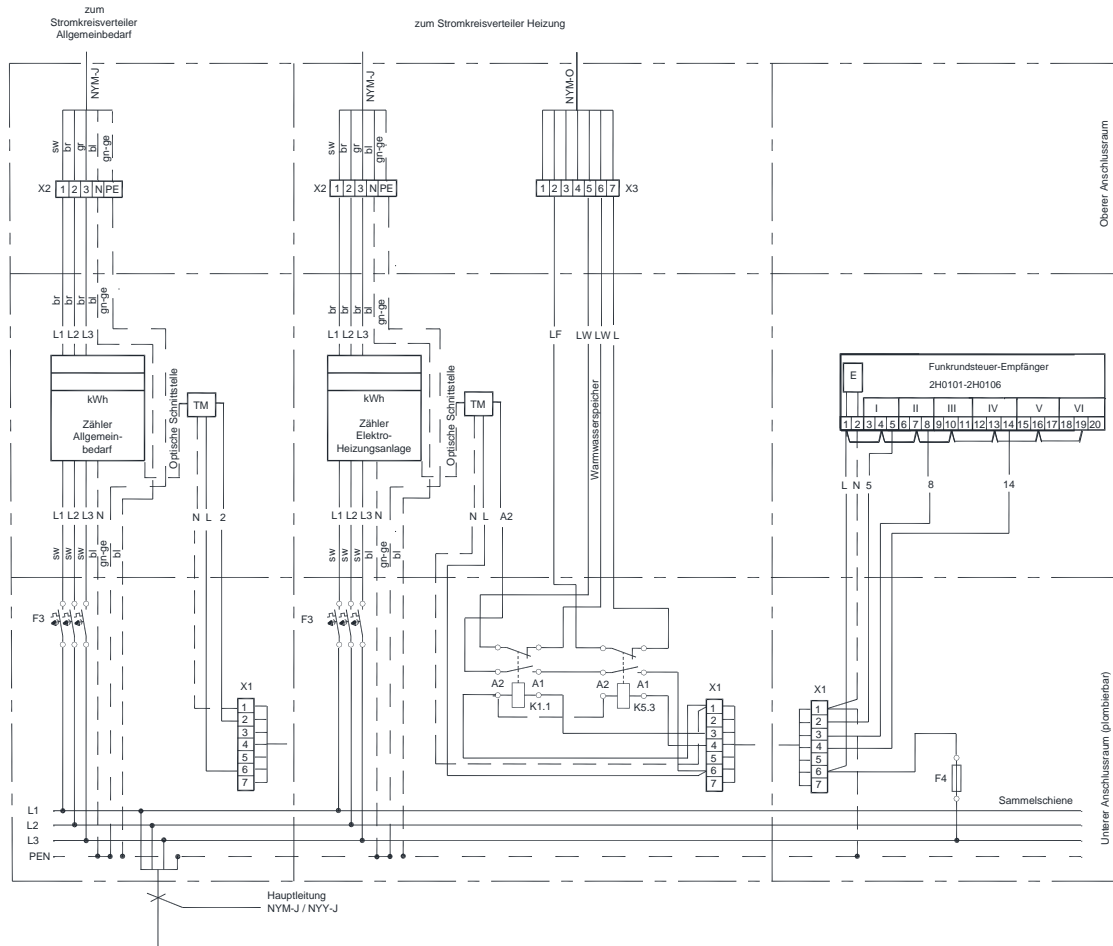 zum
Stromkreisverteiler
Allgemeinbedarf
zum Stromkreisverteiler Heizung
NYM-J
NYM-J
NYM-O
sw
br
gr
bl
gn-ge
sw
br
gr
bl
gn-ge
X2 1 2 3 N PE
X2 1 2 3 N PE
1 2 3 4 5 6 7 X3
Oberer Anschlussraum
br
br
gr
bl
gn-ge
br
br
gr
bl
gn-ge
L1 L2 L3
L1 L2 L3
LF LW LW L
kWh
Zähler
Allgemein-
bedarf
Optische Schnittstelle
TM
kWh
Zähler
Elektro-
Heizungsanlage
Optische Schnittstelle
TM
Warmwasserspeicher
E
Funkrundsteuer-Empfänger
2H0101-2H0106
I II III IV V VI
1 2 3 4 5 6 7 8 9 10 11 12 13 14 15 16 17 18 19 20
L N 5 8 14
L1 L2 L3 N
N L 2
L1 L2 L3 N
N L A2
sw
sw
sw
bl
gn-ge
bl
sw
sw
sw
bl
gn-ge
bl
F3
F3
A2 A1 A2 A1
K1.1 K5.3
X1
1
2
3
4
5
6
7
X1
1
2
3
4
5
6
7
X1
1
2
3
4
5
6
7
F4
Unterer Anschlussraum (plombierbar)
Sammelschiene
L1
L2
L3
PEN
Hauptleitung
NYM-J / NYY-J